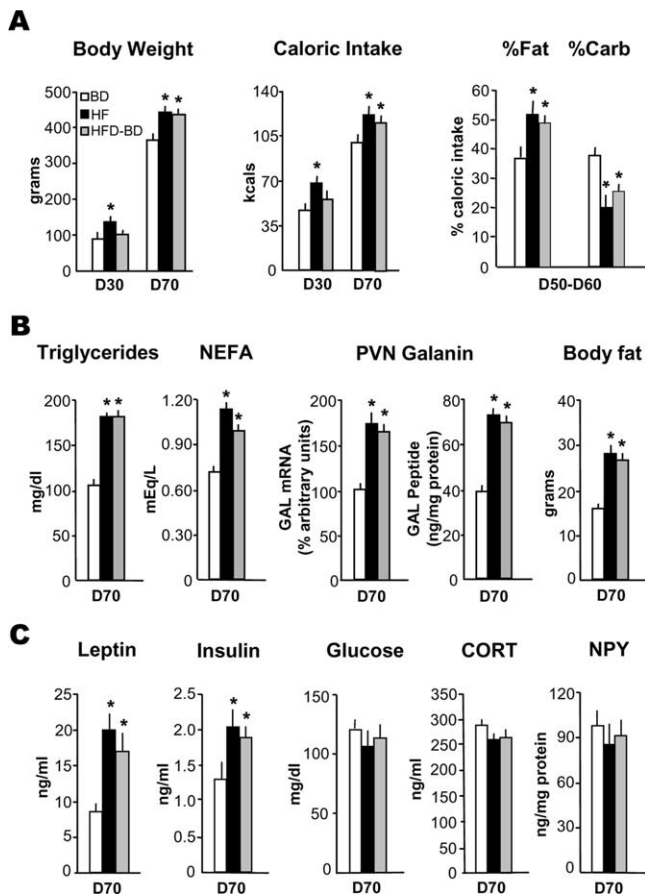 A
Body Weight Caloric Intake %Fat %Carb
500
400
300
200
100
0
grams
BD
HF
HFD-BD
* * *
D30 D70
140
105
70
35
0
kcals
* * *
D30 D70
60
50
40
30
20
10
0
% caloric intake
* * * *
D50-D60
B
Triglycerides NEFA PVN Galanin Body fat
200
150
100
50
0
mg/dl
* *
D70
1.20
0.90
0.60
0.30
0
mEq/L
* *
D70
200
150
100
50
0
GAL mRNA
(% arbitrary units)
* *
D70
80
60
40
20
0
GAL Peptide
(ng/mg protein)
* *
D70
40
30
20
10
0
grams
* *
D70
C
Leptin Insulin Glucose CORT NPY
25
20
15
10
5
0
ng/ml
* *
D70
2.5
2.0
1.5
1.0
0.5
0
ng/ml
* *
D70
150
100
50
0
mg/dl
D70
350
300
250
200
150
100
50
0
ng/ml
D70
120
90
60
30
0
ng/mg protein
D70